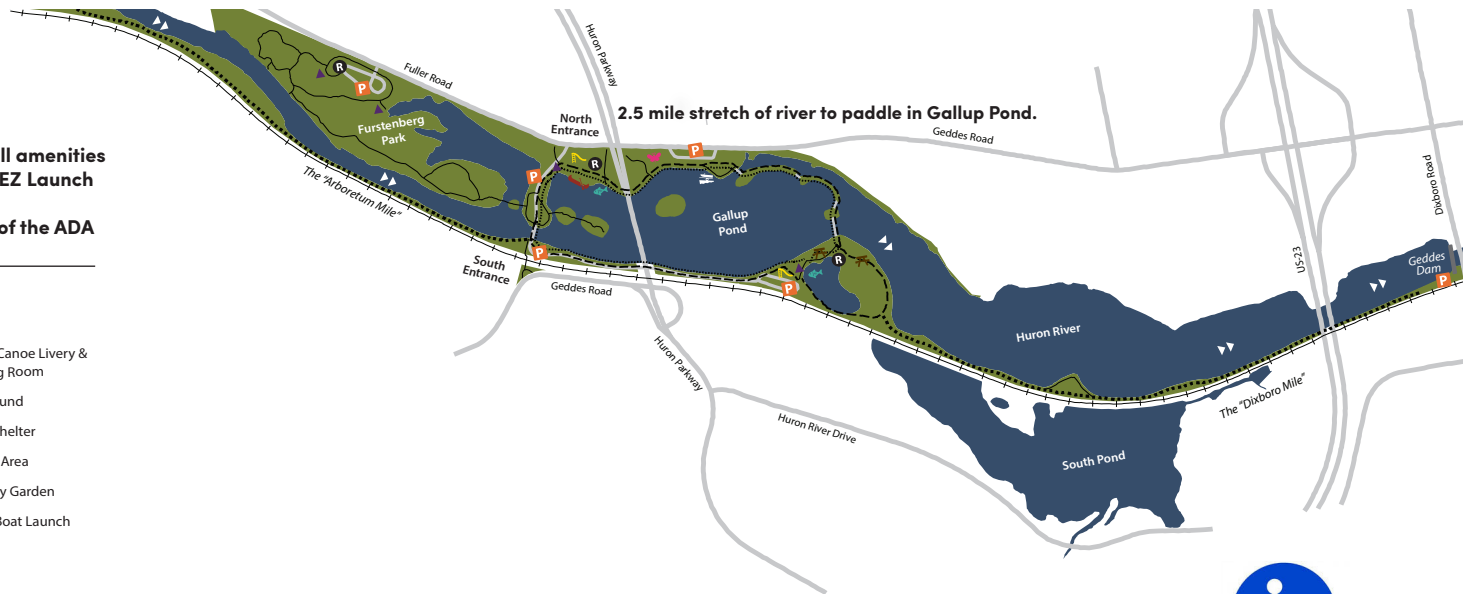 Huron Parkway
Fuller Road
2.5 mile stretch of river to paddle in Gallup Pond.
North
Entrance
Geddes Road
R
P
Furstenberg
Park
R
P
ll amenities
EZ Launch
of the ADA
The "Arboretum Mile"
P
Dixboro Road
Gallup
Pond
South
Entrance
P
Geddes Road
R
P
US-23
Geddes
Dam
P
Huron River
Canoe Livery &
g Room
und
helter
Area
y Garden
Boat Launch
Huron Parkway
The "Dixboro Mile"
Huron River Drive
South Pond